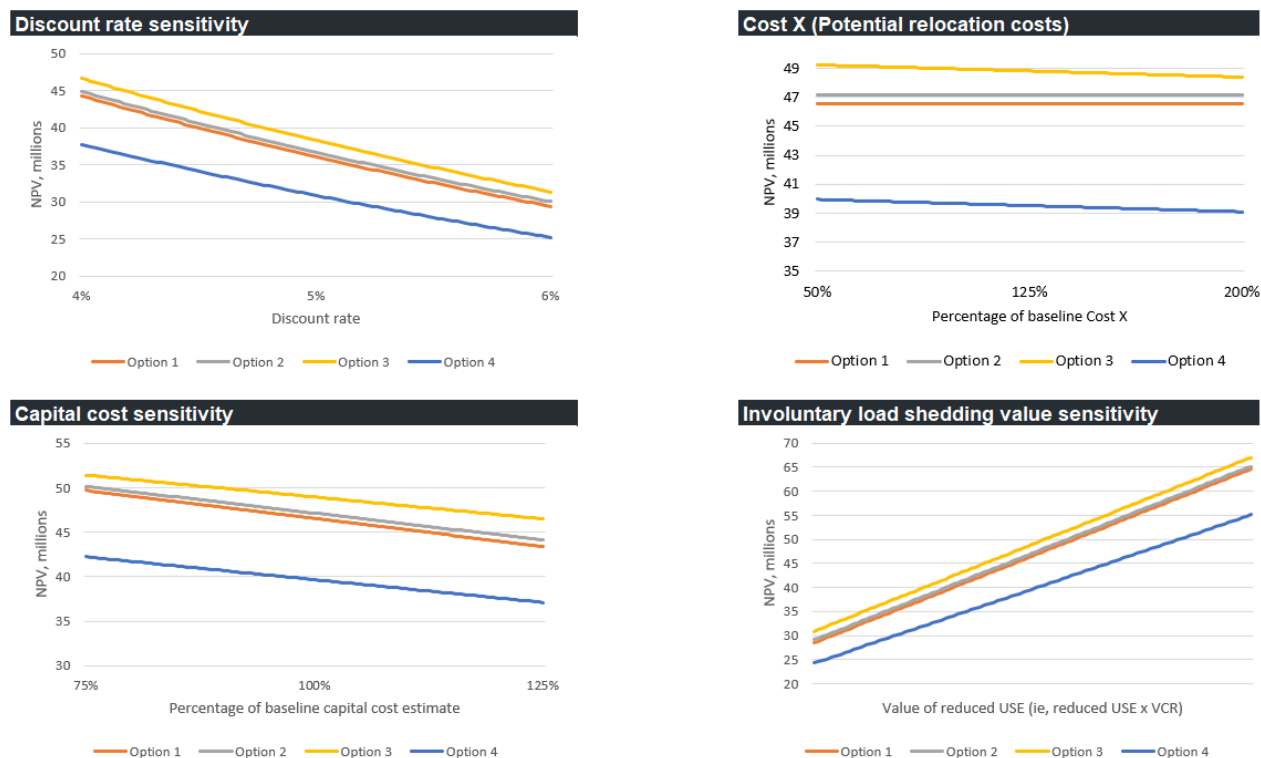 Discount rate sensitivity
50
45
40
35
30
25
20
NPV, millions
4%
5%
6%
Discount rate
Option 1
Option 2
Option 3
Option 4
Cost X (Potential relocation costs)
49
47
45
43
41
39
37
35
NPV, millions
50%
125%
200%
Percentage of baseline Cost X
Option 1
Option 2
Option 3
Option 4
Capital cost sensitivity
55
50
45
40
35
30
NPV, millions
75%
100%
125%
Percentage of baseline capital cost estimate
Option 1
Option 2
Option 3
Option 4
Involuntary load shedding value sensitivity
70
65
60
55
50
45
40
35
30
25
20
NPV, millions
Value of reduced USE (ie, reduced USE x VCR)
Option 1
Option 2
Option 3
Option 4